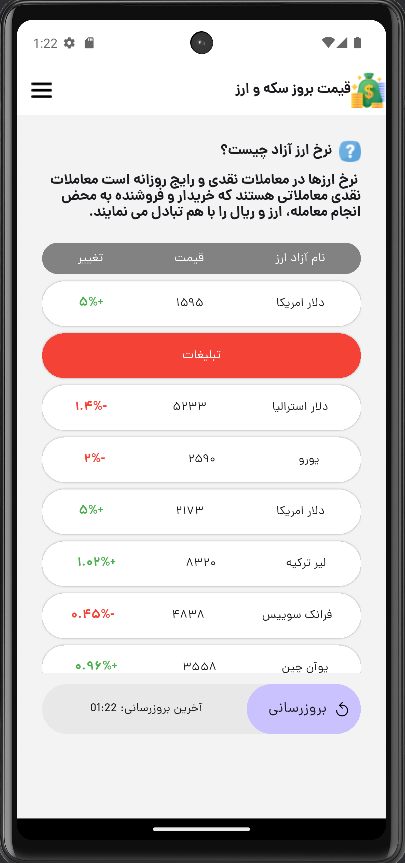 1:22
قیمت بروز سکه و ارز
نرخ ارز آزاد چیست؟
نرخ ارزها در معاملات نقدی و رایج روزانه است معاملات
نقدی معاملاتی هستند که خریدار و فروشنده به محض
انجام معامله، ارز و ریال را با هم تبادل می نمایند.
نام آزاد ارز قیمت تغییر
دلار آمریکا ۱۵۹۵ +۵%
تبلیغات
دلار استرالیا ۵۲۳۳ -۱.۴%
یورو ۲۵۹۰ -۲%
دلار آمریکا ۲۱۷۳ +۵%
لیر ترکیه ۸۳۲۰ +۱.۰۲%
فرانک سوییس ۴۸۳۸ -۰.۴۵%
یوآن چین ۳۵۵۸ +۰.۹۶%
بروزرسانی آخرین بروزرسانی: 01:22